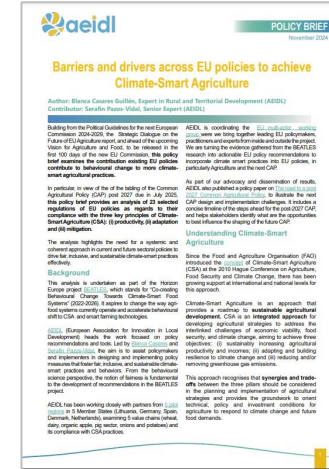 aeidl
POLICY BRIEF
November 2024
Barriers and drivers across EU policies to achieve
Climate-Smart Agriculture
Author: Blanca Casares Guillén, Expert in Rural and Territorial Development (AEIDL)
Contributor: Serafin Pazos-Vidal, Senior Expert (AEIDL)
Building from the Political Guidelines for the next European
Commission 2024-2029, the Strategic Dialogue on the
Future of EU Agriculture report, and ahead of the upcoming
Vision for Agriculture and Food, to be released in the
first 100 days of the new EU Commission, this policy
brief examines the contribution existing EU policies
contribute to behavioural change to more climate-
smart agricultural practices.
In particular, in view of the of the tabling of the Common
Agricultural Policy (CAP) post 2027 due in July 2025,
this policy brief provides an analysis of 23 selected
regulations of EU policies as regards to their
compliance with the three key principles of Climate-
Smart Agriculture (CSA): (i) productivity, (ii) adaptation
and (iii) mitigation.
The analysis highlights the need for a systemic and
coherent approach in current and future sectoral policies to
drive fair, inclusive, and sustainable climate-smart practices
effectively.
Background
This analysis is undertaken as part of the Horizon
Europe project BEATLES, which stands for "Co-creating
Behavioural Change Towards Climate-Smart Food
Systems" (2022-2026). It aspires to change the way agri-
food systems currently operate and accelerate behavioural
shift to CSA and smart farming technologies.
AEIDL (European Association for Innovation in Local
Development) heads the work focused on policy
recommendations and tools. Led by Blanca Casares and
Serafin Pazos-Vidal, the aim is to assist policymakers
and implementers in designing and implementing policy
measures that foster fair, inclusive, and sustainable climate-
smart practices and behaviors. From the behavioural
science perspective, the notion of fairness is fundamental
to the development of recommendations in the BEATLES
project.
AEIDL has been working closely with partners from 5 pilot
regions in 5 Member States (Lithuania, Germany, Spain,
Denmark, Netherlands), examining 5 value chains (wheat,
dairy, organic apple, pig sector, onions and potatoes) and
its compliance with CSA practices.
AEIDL is coordinating the EU multi-actor working
group, were we bring together leading EU policymakers,
practitioners and experts from inside and outside the project.
We are turning the evidence gathered from the BEATLES
research into actionable EU policy recommendations to
incorporate climate smart practices into EU policies, in
particularly Agriculture and the next CAP.
As part of our advocacy and dissemination of results,
AEIDL also published a policy paper on The road to a post
2027 Common Agricultural Policy, to illustrate the next
CAP design and implementation challenges. It includes a
concise timeline of the steps ahead for the post-2027 CAP,
and helps stakeholders identify what are the opportunities
to best influence the shaping of the future CAP.
Understanding Climate-Smart
Agriculture
Since the Food and Agriculture Organisation (FAO)
introduced the concept of Climate-Smart Agriculture
(CSA) at the 2010 Hague Conference on Agriculture,
Food Security and Climate Change, there has been
growing support at international and national levels for
this approach.
Climate-Smart Agriculture is an approach that
provides a roadmap to sustainable agricultural
development. CSA is an integrated approach for
developing agricultural strategies to address the
interlinked challenges of economic viability, food
security, and climate change, aiming to achieve three
objectives: (i) sustainably increasing agricultural
productivity and incomes; (ii) adapting and building
resilience to climate change and (iii) reducing and/or
removing greenhouse gas emissions.
This approach recognises that synergies and trade-
offs between the three pillars should be considered
in the planning and implementation of agricultural
strategies and provides the groundwork to orient
technical, policy and investment conditions for
agriculture to respond to climate change and future
food demands.
1